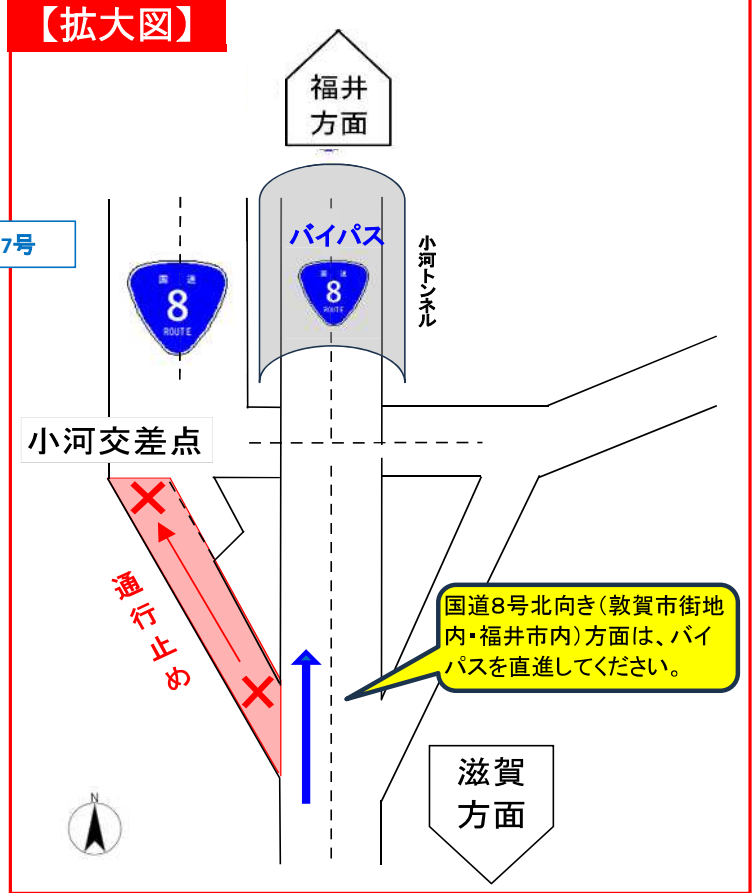 【拡大図】
福井
方面
7号
バイパス
小河トンネル
国道
8
ROUTE
国道
8
ROUTE
小河交差点
通行止め
国道8号北向き(敦賀市街地
内・福井市内)方面は、バイ
パスを直進してください。
滋賀
方面
N